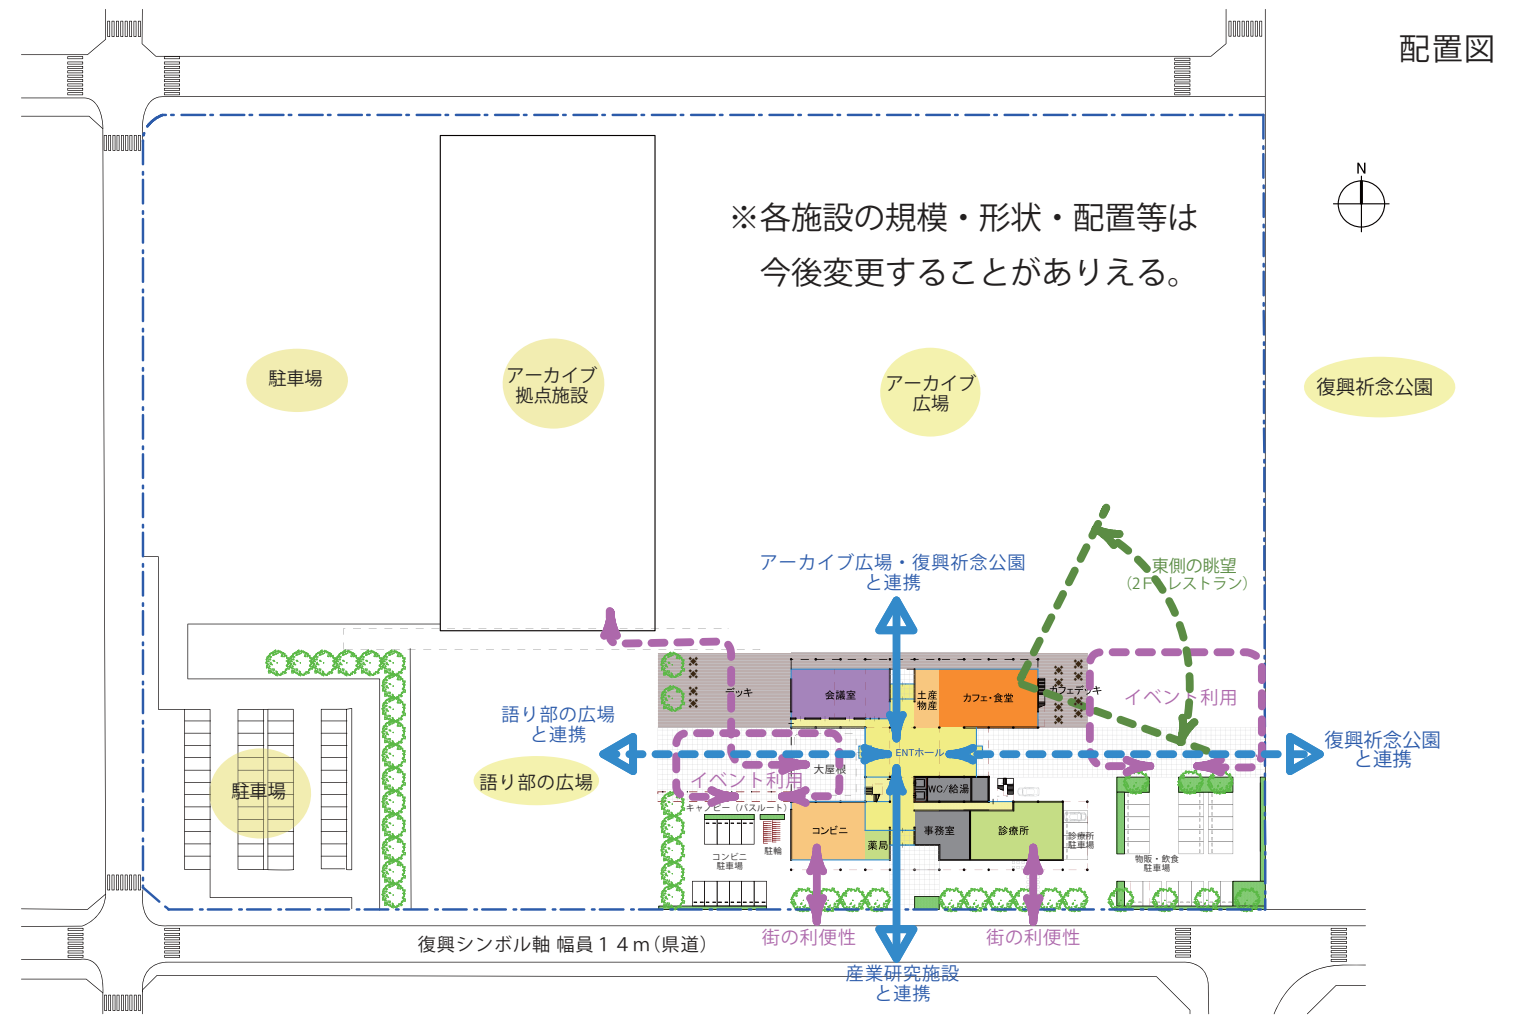 配置図
N
※各施設の規模・形状・配置等は
今後変更することがありえる。
駐車場
アーカイブ
拠点施設
アーカイブ
広場
復興祈念公園
アーカイブ広場・復興祈念公園
と連携
東側の眺望
(2F レストラン)
デッキ
会議室
土産
物産
カフェ・食堂
カフェデッキ
イベント利用
語り部の広場
と連携
復興祈念公園
と連携
ENTホール
大屋根
イベント利用
語り部の広場
駐車場
WC/給湯
キャノピー（バスルート）
コンビニ
薬局
事務室
診療所
診療所
駐車場
コンビニ
駐車場
駐輪
物販・飲食
駐車場
街の利便性
街の利便性
復興シンボル軸 幅員１４ｍ(県道)
産業研究施設
と連携